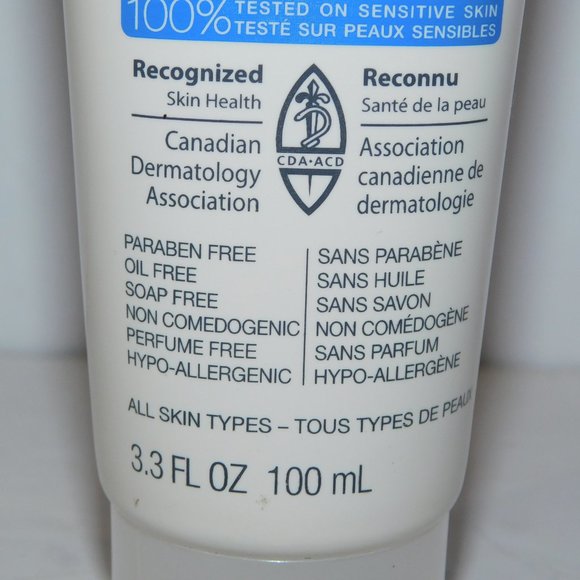 100% TESTED ON SENSITIVE SKIN
TESTÉ SUR PEAUX SENSIBLES
Recognized
Skin Health
Canadian
Dermatology
Association
CDA·ACD
Reconnu
Santé de la peau
Association
canadienne de
dermatologie
PARABEN FREE
OIL FREE
SOAP FREE
NON COMEDOGENIC
PERFUME FREE
HYPO-ALLERGENIC
SANS PARABÈNE
SANS HUILE
SANS SAVON
NON COMÉDOGÈNE
SANS PARFUM
HYPO-ALLERGÈNE
ALL SKIN TYPES – TOUS TYPES DE PEAUX
3.3 FL OZ 100 mL